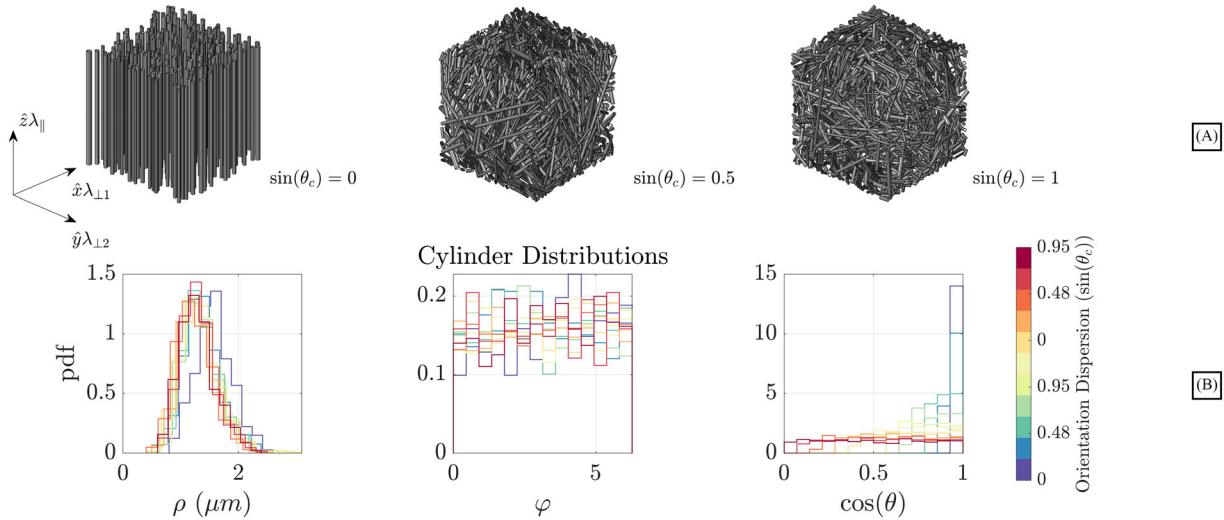 ẑλ∥
x̂λ⊥1
ŷλ⊥2
sin(θc) = 0
sin(θc) = 0.5
sin(θc) = 1
(A)
Cylinder Distributions
pdf
1.5
1
0.5
0
0
2
ρ (μm)
0.2
0.1
0
0
5
φ
15
10
5
0
0
0.5
1
cos(θ)
0.95
0.48
0
0.95
0.48
0
Orientation Dispersion (sin(θc))
(B)